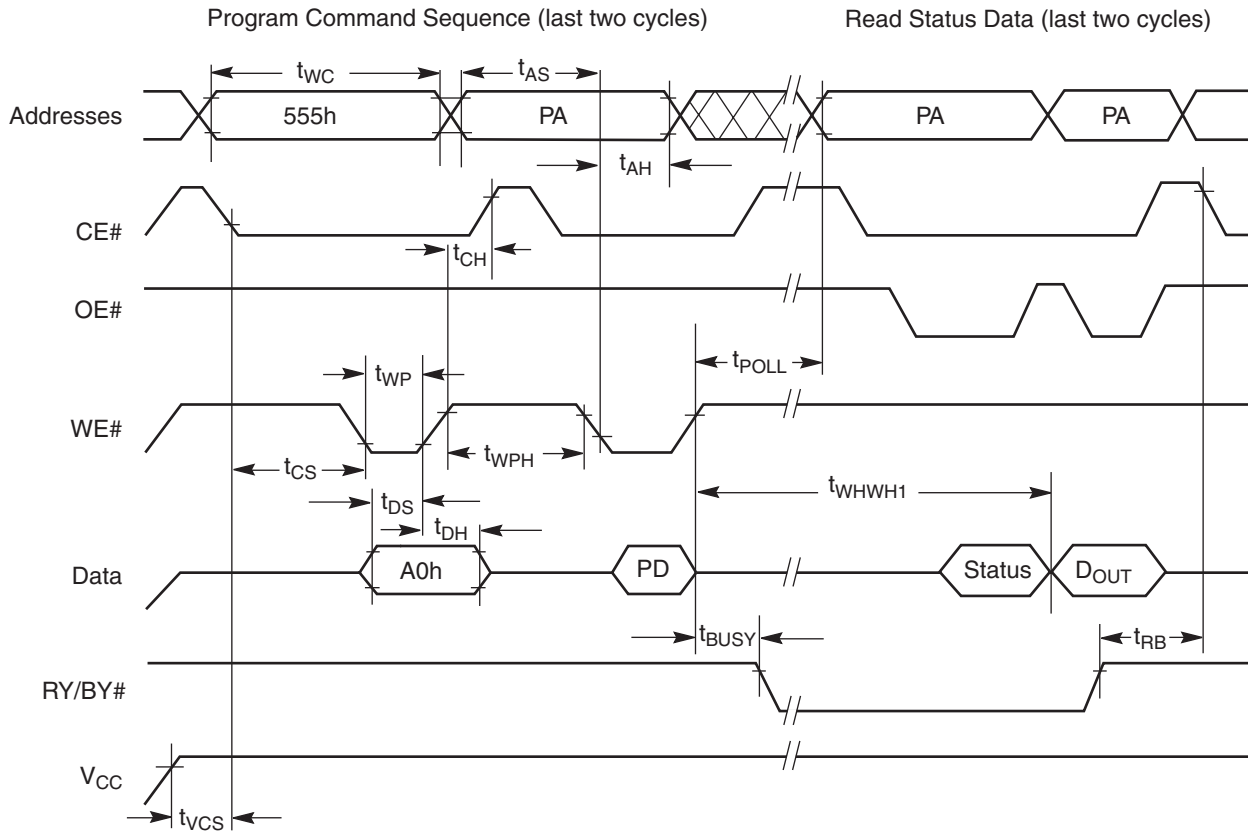 Program Command Sequence (last two cycles)
Read Status Data (last two cycles)
tWC
tAS
Addresses
555h
PA
PA
PA
tAH
CE#
tCH
OE#
tPOLL
tWP
WE#
tWPH
tCS
tWHWH1
tDS
tDH
Data
A0h
PD
Status
DOUT
tBUSY
tRB
RY/BY#
VCC
tVCS